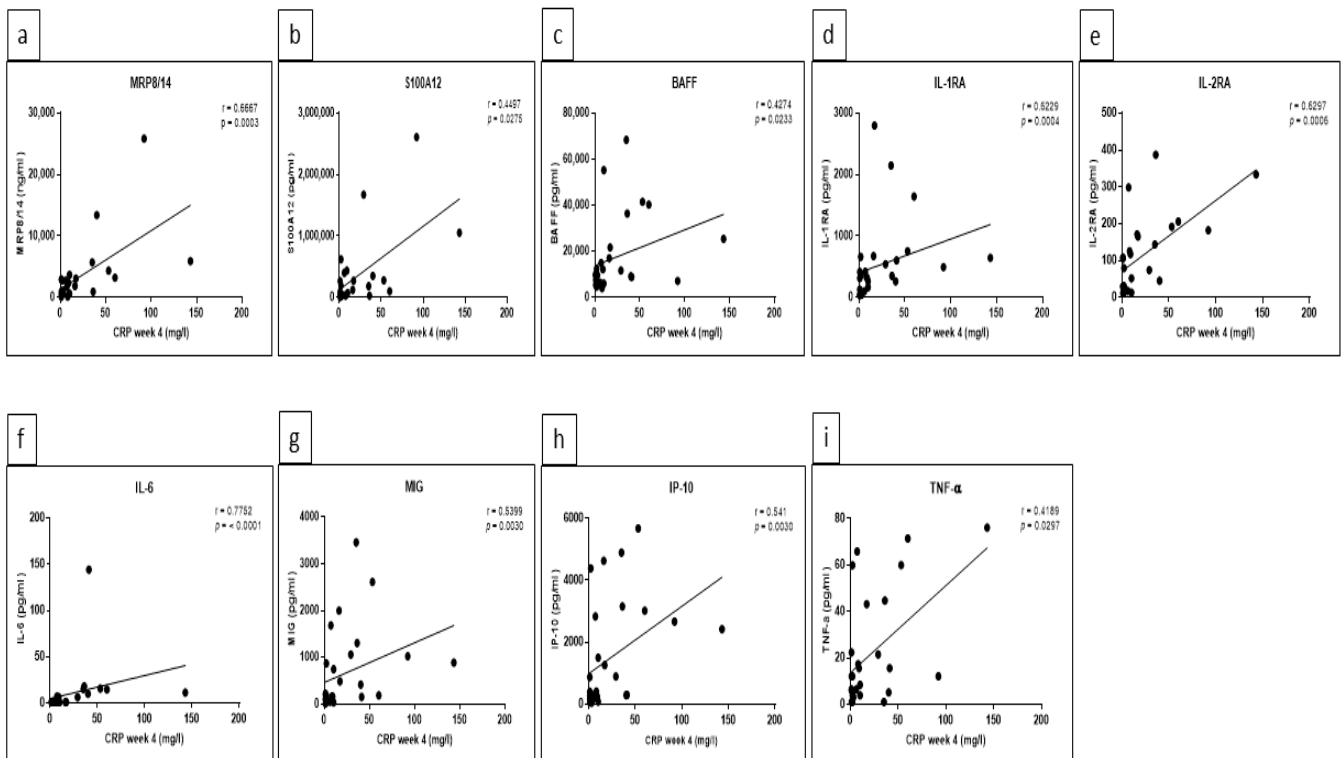 a
MRP8/14
r = 0.6667
p = 0.0003
30,000
20,000
10,000
0
MRP8/14 (ng/ml)
0 50 100 150 200
CRP week 4 (mg/l)
b
S100A12
r = 0.4497
p = 0.0275
3,000,000
2,000,000
1,000,000
0
S100A12 (pg/ml)
0 50 100 150 200
CRP week 4 (mg/l)
c
BAFF
r = 0.4274
p = 0.0233
80,000
60,000
40,000
20,000
0
BAFF (pg/ml)
0 50 100 150 200
CRP week 4 (mg/l)
d
IL-1RA
r = 0.6229
p = 0.0004
3000
2000
1000
0
IL-1RA (pg/ml)
0 50 100 150 200
CRP week 4 (mg/l)
e
IL-2RA
r = 0.6297
p = 0.0006
500
400
300
200
100
0
IL-2RA (pg/ml)
0 50 100 150 200
CRP week 4 (mg/l)
f
IL-6
r = 0.7752
p = < 0.0001
200
150
100
50
0
IL-6 (pg/ml)
0 50 100 150 200
CRP week 4 (mg/l)
g
MIG
r = 0.5399
p = 0.0030
4000
3000
2000
1000
0
MIG (pg/ml)
0 50 100 150 200
CRP week 4 (mg/l)
h
IP-10
r = 0.541
p = 0.0030
6000
4000
2000
0
IP-10 (pg/ml)
0 50 100 150 200
CRP week 4 (mg/l)
i
TNF-α
r = 0.4189
p = 0.0297
80
60
40
20
0
TNF-a (pg/ml)
0 50 100 150 200
CRP week 4 (mg/l)